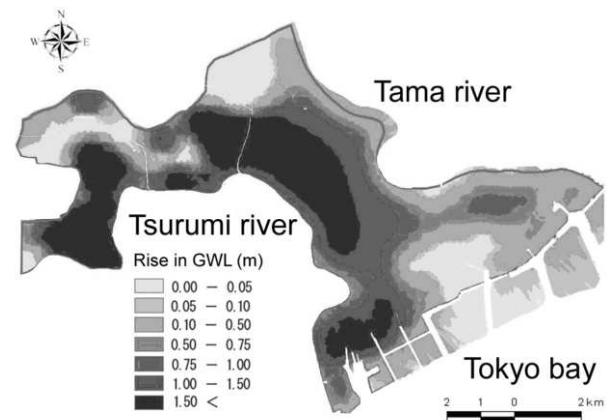 N
W E
S
Tama river
Tsurumi river
Rise in GWL (m)
0.00 – 0.05
0.05 – 0.10
0.10 – 0.50
0.50 – 0.75
0.75 – 1.00
1.00 – 1.50
1.50 <
Tokyo bay
2 1 0 2 km